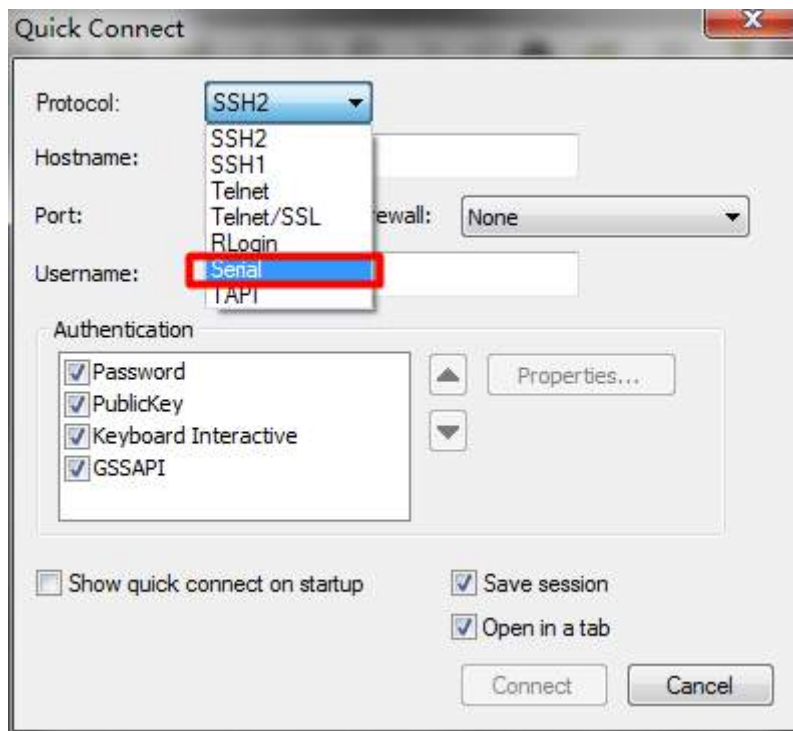 Quick Connect
Protocol: SSH2
SSH2
Hostname: SSH1
Telnet
Port: Telnet/SSL ewall: None
RLogin
Username: Serial
TAPI
Authentication
Password
Properties...
PublicKey
Keyboard Interactive
GSSAPI
Show quick connect on startup
Save session
Open in a tab
Connect Cancel